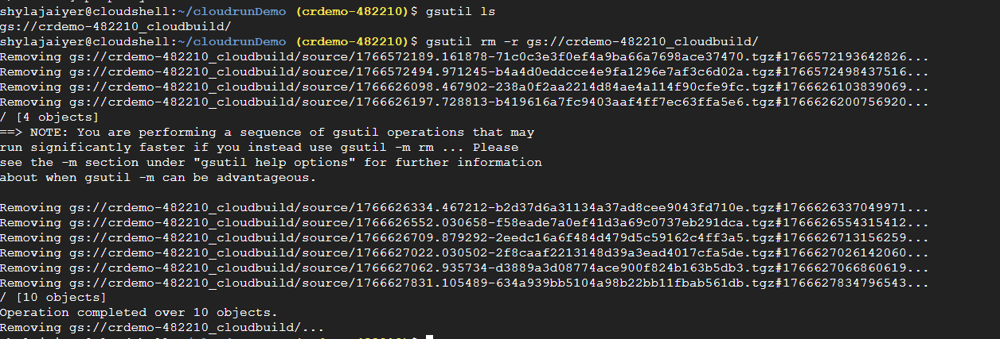 shylajaiyer@cloudshell:~/cloudrunDemo (crdemo-482210)$ gsutil ls
gs://crdemo-482210_cloudbuild/
shylajaiyer@cloudshell:~/cloudrunDemo (crdemo-482210)$ gsutil rm -r gs://crdemo-482210_cloudbuild/
Removing gs://crdemo-482210_cloudbuild/source/1766572189.161878-71c0c3e3f0ef4a9ba66a7698ace37470.tgz#1766572193642826...
Removing gs://crdemo-482210_cloudbuild/source/1766572494.971245-b4a4d0eddcce4e9fa1296e7af3c6d02a.tgz#1766572498437516...
Removing gs://crdemo-482210_cloudbuild/source/1766626098.467902-238a0f2aa2214d84ae4a114f90cfe9fc.tgz#1766626103839069...
Removing gs://crdemo-482210_cloudbuild/source/1766626197.728813-b419616a7fc9403aaf4ff7ec63ffa5e6.tgz#1766626200756920...
/ [4 objects]
==> NOTE: You are performing a sequence of gsutil operations that may
run significantly faster if you instead use gsutil -m rm ... Please
see the -m section under "gsutil help options" for further information
about when gsutil -m can be advantageous.
Removing gs://crdemo-482210_cloudbuild/source/1766626334.467212-b2d37d6a31134a37ad8cee9043fd710e.tgz#1766626337049971...
Removing gs://crdemo-482210_cloudbuild/source/1766626552.030658-f58eade7a0ef41d3a69c0737eb291dca.tgz#1766626554315412...
Removing gs://crdemo-482210_cloudbuild/source/1766626709.879292-2eedc16a6f484d479d5c59162c4ff3a5.tgz#1766626713156259...
Removing gs://crdemo-482210_cloudbuild/source/1766627022.030502-2f8caaf2213148d39a3ead4017cfa5de.tgz#1766627026142060...
Removing gs://crdemo-482210_cloudbuild/source/1766627062.935734-d3889a3d08774ace900f824b163b5db3.tgz#1766627066860619...
Removing gs://crdemo-482210_cloudbuild/source/1766627831.105489-634a939bb5104a98b22bb11fbab561db.tgz#1766627834796543...
/ [10 objects]
Operation completed over 10 objects.
Removing gs://crdemo-482210_cloudbuild/...